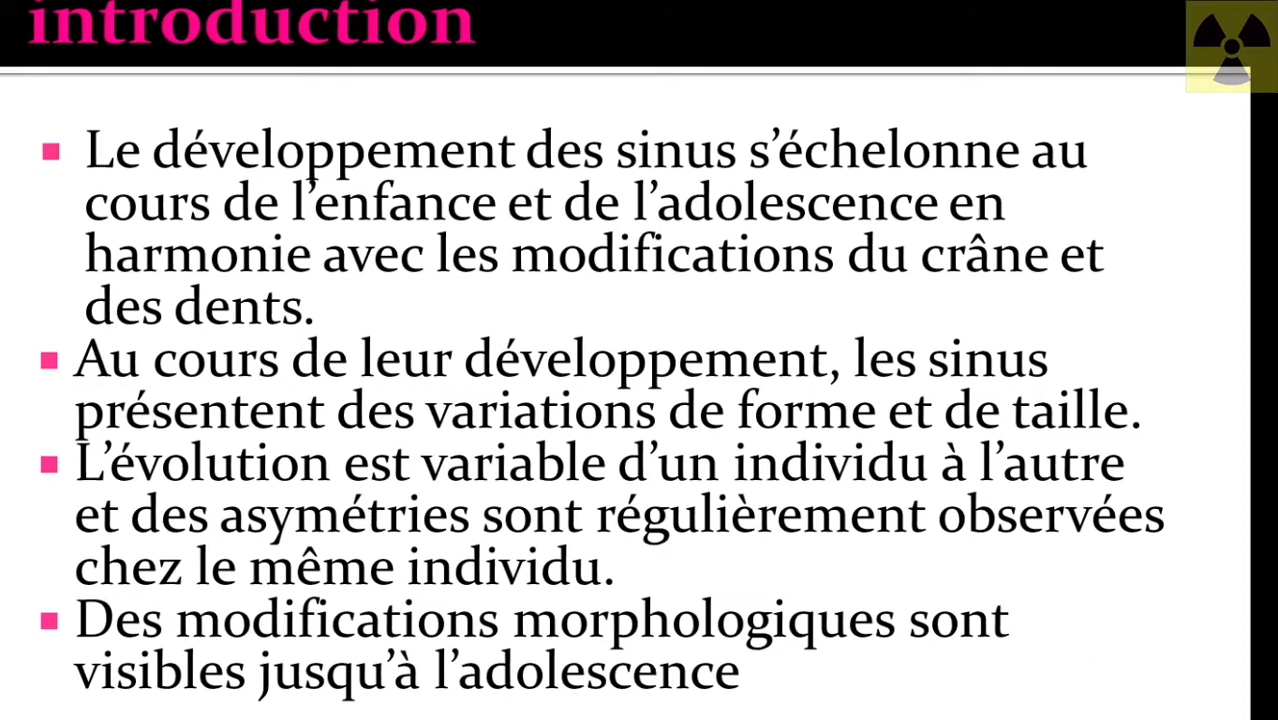 introduction
▪ Le développement des sinus s’échelonne au
cours de l’enfance et de l’adolescence en
harmonie avec les modifications du crâne et
des dents.
▪ Au cours de leur développement, les sinus
présentent des variations de forme et de taille.
▪ L’évolution est variable d’un individu à l’autre
et des asymétries sont régulièrement observées
chez le même individu.
▪ Des modifications morphologiques sont
visibles jusqu’à l’adolescence